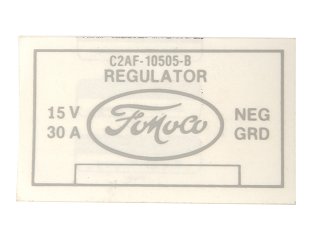 C2AF-10505-B
REGULATOR
15 V FoMoCo NEG
30 A GRD